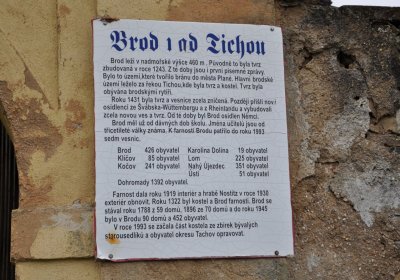 Brod nad Tichou
Brod leží v nadmořské výšce 460 m. Původně to byla tvrz
zbudovaná v roce 1243. Z té doby jsou i první písemné zprávy.
Bylo to území,které tvořilo bránu do města Plané. Hlavní brodské
území leželo za řekou Tichou,kde byla tvrz a kostel. Tvrz byla
obývána brodskými rytíři.
Roku 1431 byla tvrz a vesnice zcela zničená. Později přišli noví
osídlenci ze Švábska-Wüttembergu a z Rheinlandu a vybudovali
zcela novou ves a tvrz. Od té doby byl Brod osídlen Němci.
Brod měl už od dávných dob školu. Jména učitelů jsou od
třicetileté války známa. K farnosti Brodu patřilo do roku 1993
sedm vesnic.
Brod 426 obyvatel Karolina Dolina 19 obyvatel
Klíčov 85 obyvatel Lom 225 obyvatel
Kočov 241 obyvatel Nahý Újezdec 351 obyvatel
Ústí 51 obyvatel
Dohromady 1392 obyvatel.
Farnost dala roku 1919 interiér a hrabě Nostitz v roce 1930
exteriér obnovit. Roku 1322 byl kostel a Brod farností. Brod se
stával roku 1788 z 59 domů, 1896 ze 70 domů a do roku 1945
bylo v Brodu 90 domů a 452 obyvatel.
V roce 1993 se začala část kostela ze zbírek bývalých
starousedlíků a obyvatel okresu Tachov opravovat.